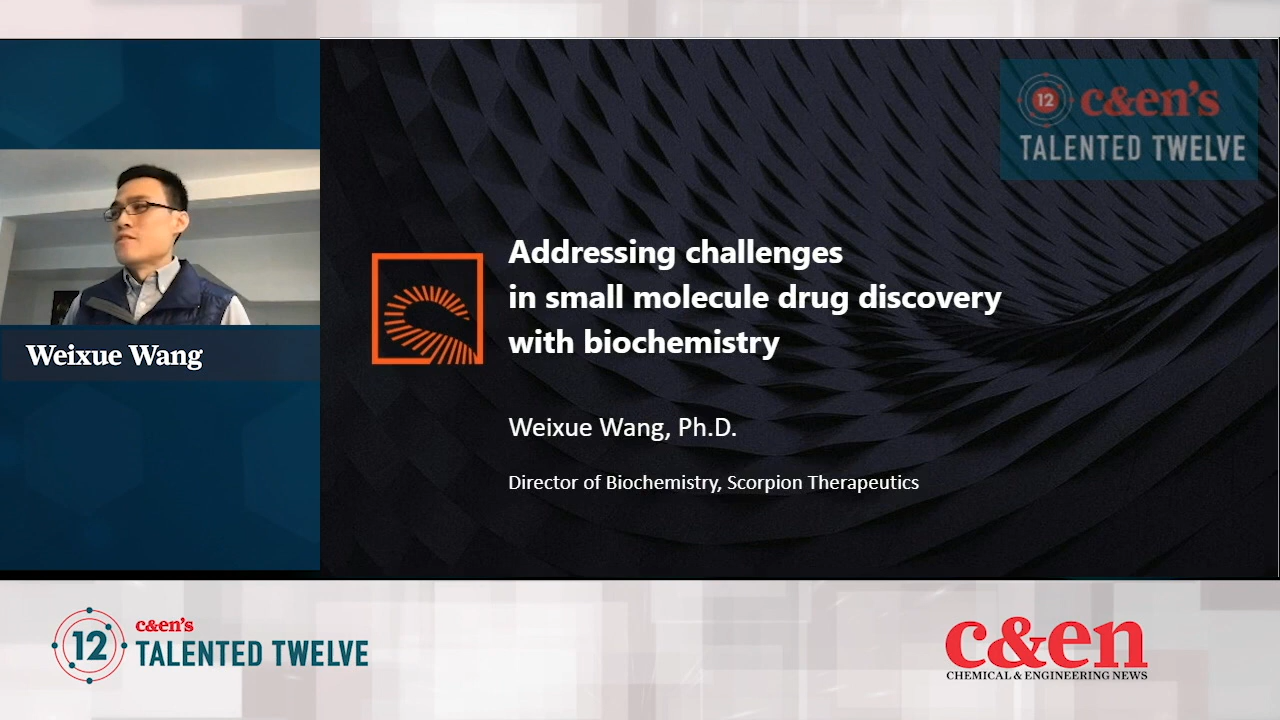 12 c&en's
TALENTED TWELVE
Addressing challenges
in small molecule drug discovery
with biochemistry
Weixue Wang
Weixue Wang, Ph.D.
Director of Biochemistry, Scorpion Therapeutics
12 c&en's
TALENTED TWELVE
c&en
CHEMICAL & ENGINEERING NEWS